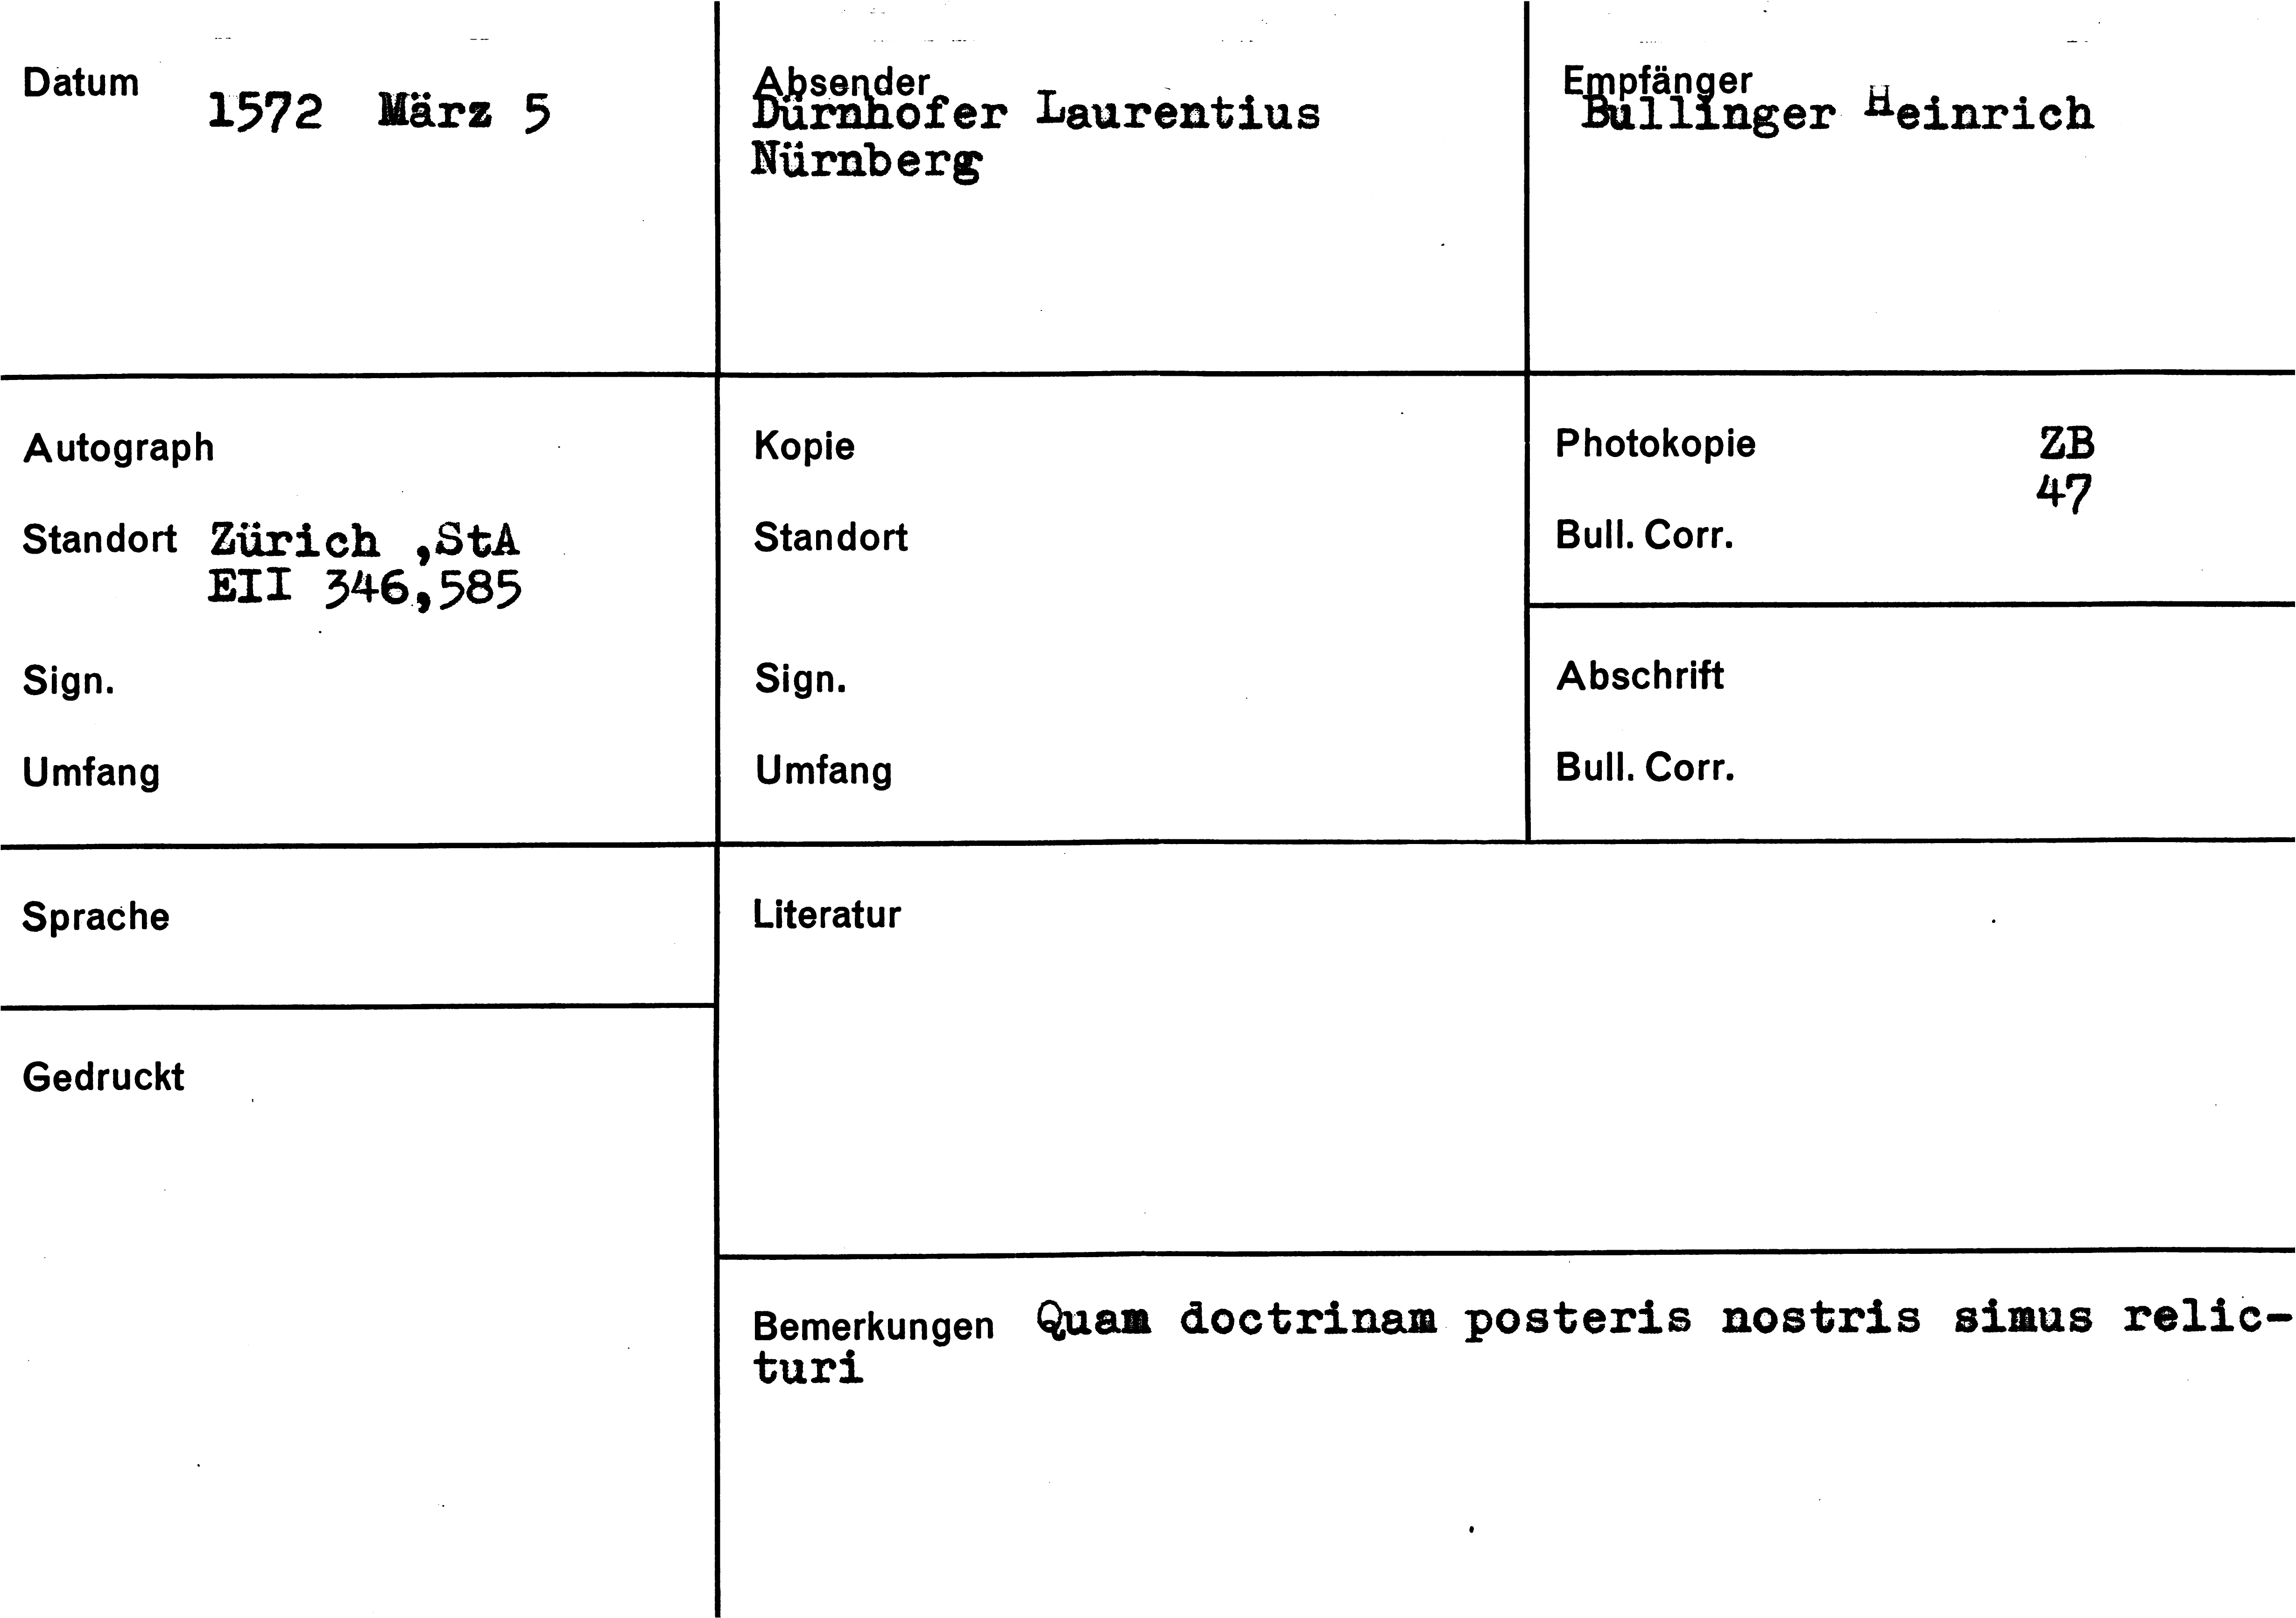 Datum 1572 März 5
Absender
Dürnhofer Laurentius
Nürnberg
Empfänger
Bullinger Heinrich
Autograph
Standort Zürich ,StA
EII 346,585
Sign.
Umfang
Kopie
Standort
Sign.
Umfang
Photokopie ZB
47
Bull. Corr.
Abschrift
Bull. Corr.
Sprache
Gedruckt
Literatur
Bemerkungen Quam doctrinam posteris nostris simus relic-
turi